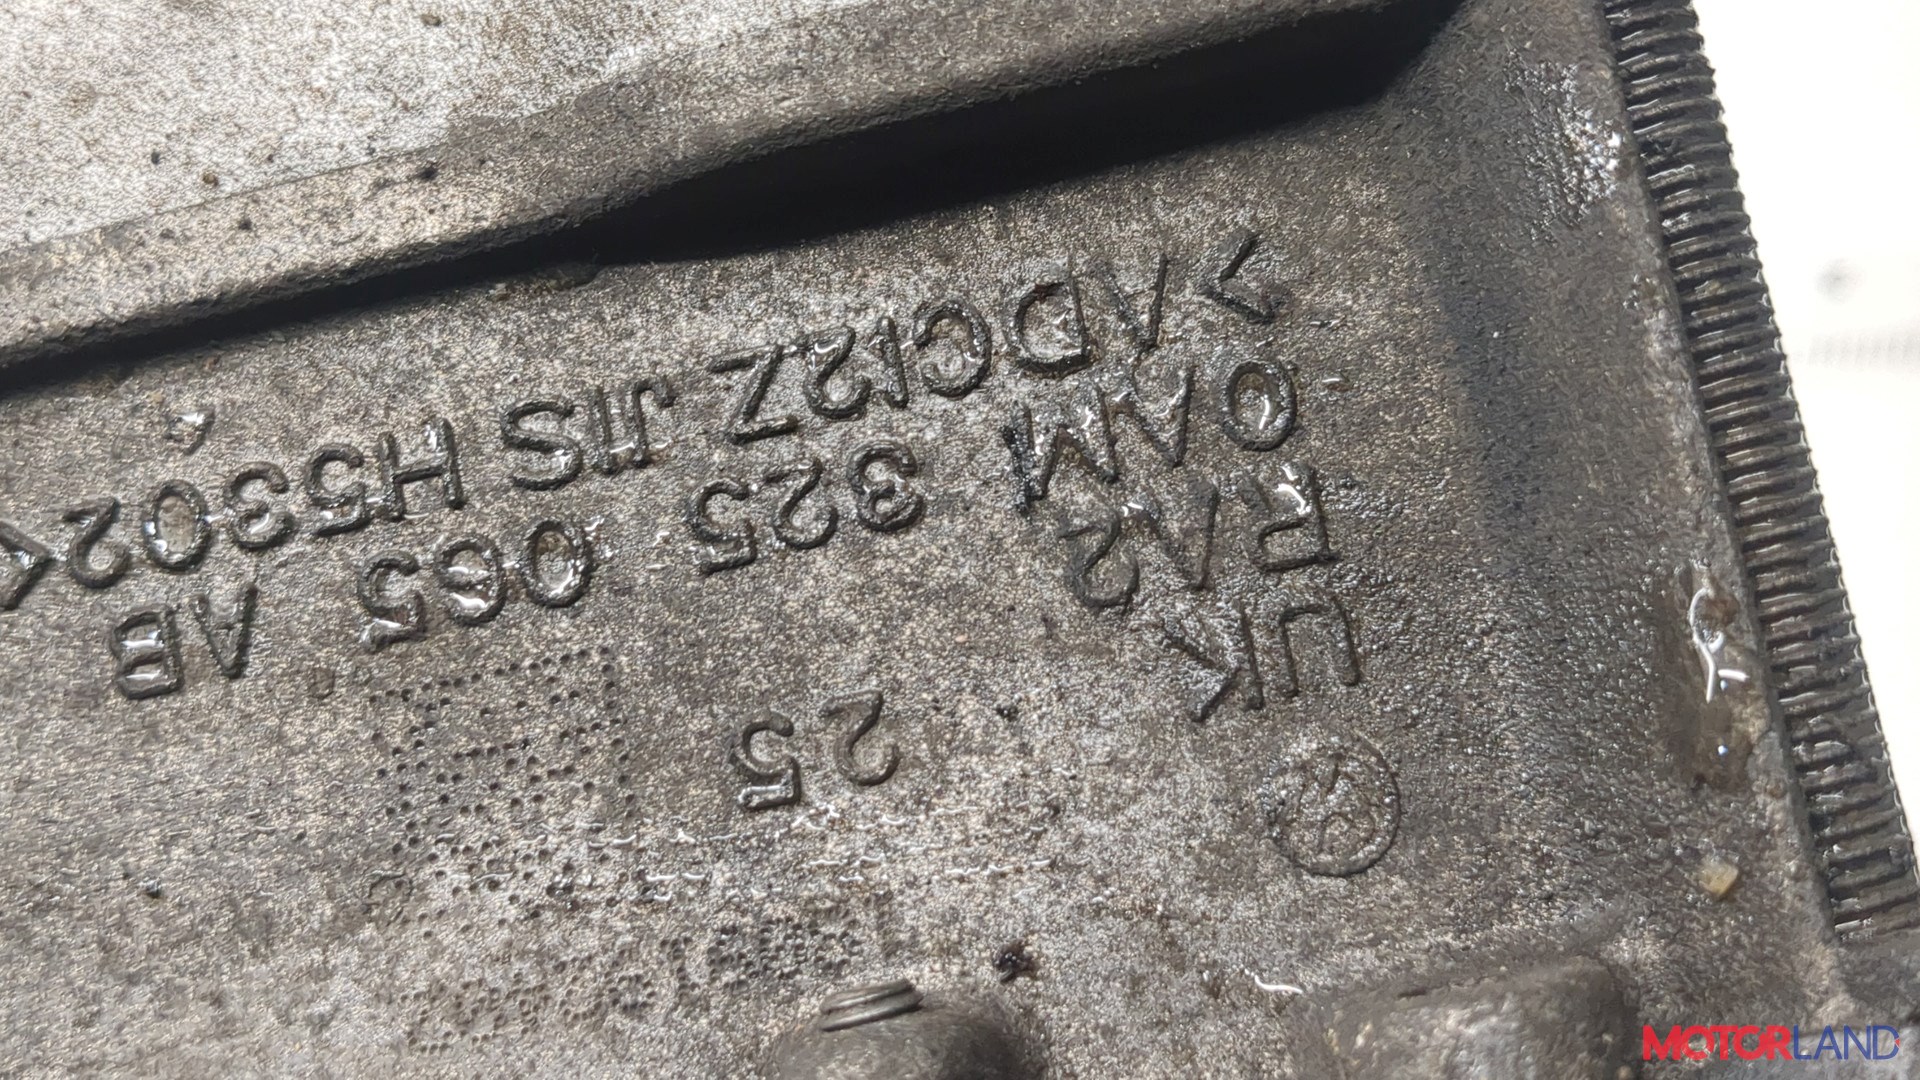 25
UK
RA2
0AM 325 065 AB
>ADC12Z JIS H5302<
MOTORLAND